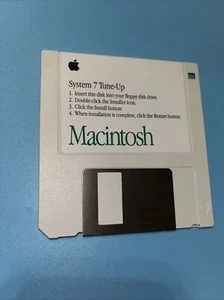 System 7 Tune-Up
1. Insert this disk into your floppy disk drive.
2. Double-click the Installer icon.
3. Click the Install button.
4. When installation is complete, click the Restart button.
Macintosh